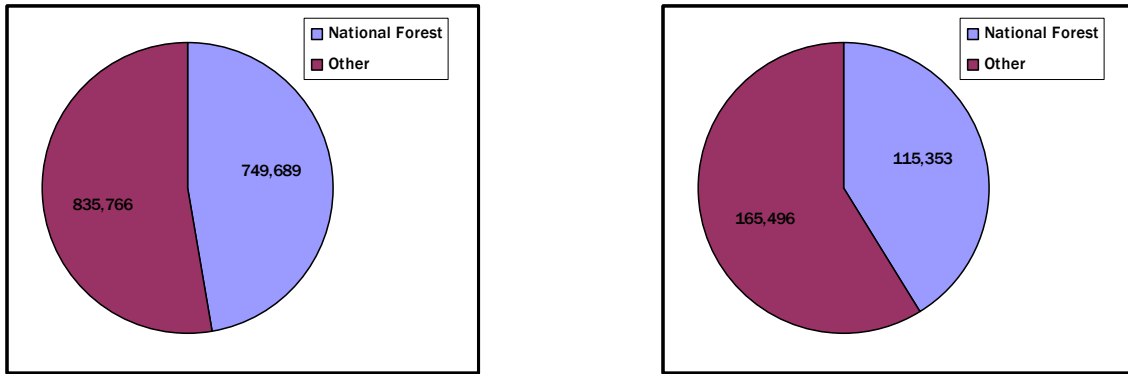 National Forest
Other
749,689
835,766
National Forest
Other
115,353
165,496